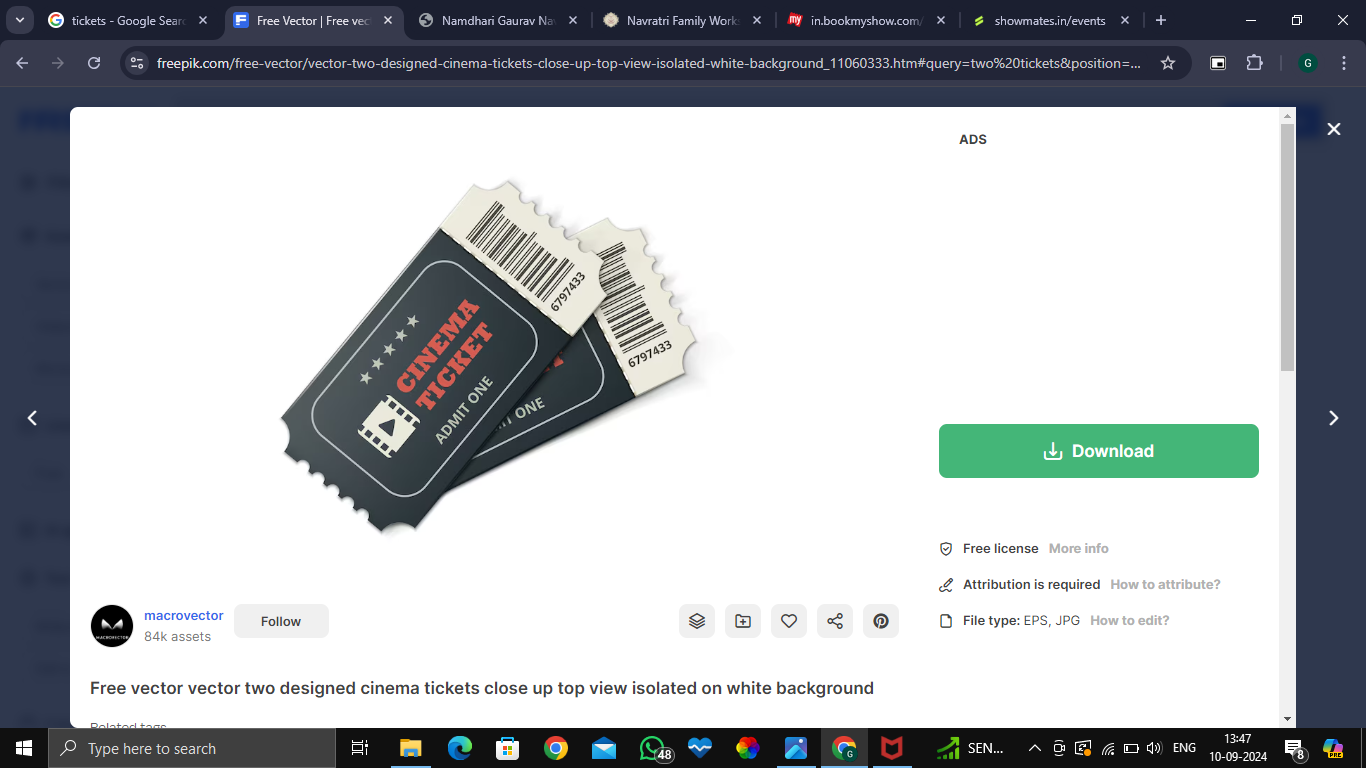 tickets - Google Sear
Free Vector | Free vec
Namdhari Gaurav Nav
Navratri Family Work
in.bookmyshow.com/
showmates.in/events
freepik.com/free-vector/vector-two-designed-cinema-tickets-close-up-top-view-isolated-white-background_11060333.htm#query=two%20tickets&position=...
G
ADS
6797433
6797433
CINEMA
TICKET
ADMIT ONE
IT ONE
Download
Free license More info
Attribution is required How to attribute?
File type: EPS, JPG How to edit?
MACROVECTOR
macrovector
84k assets
Follow
Free vector vector two designed cinema tickets close up top view isolated on white background
Related tags
Type here to search
48
G
SEN...
ENG
13:47
10-09-2024
8
PRE